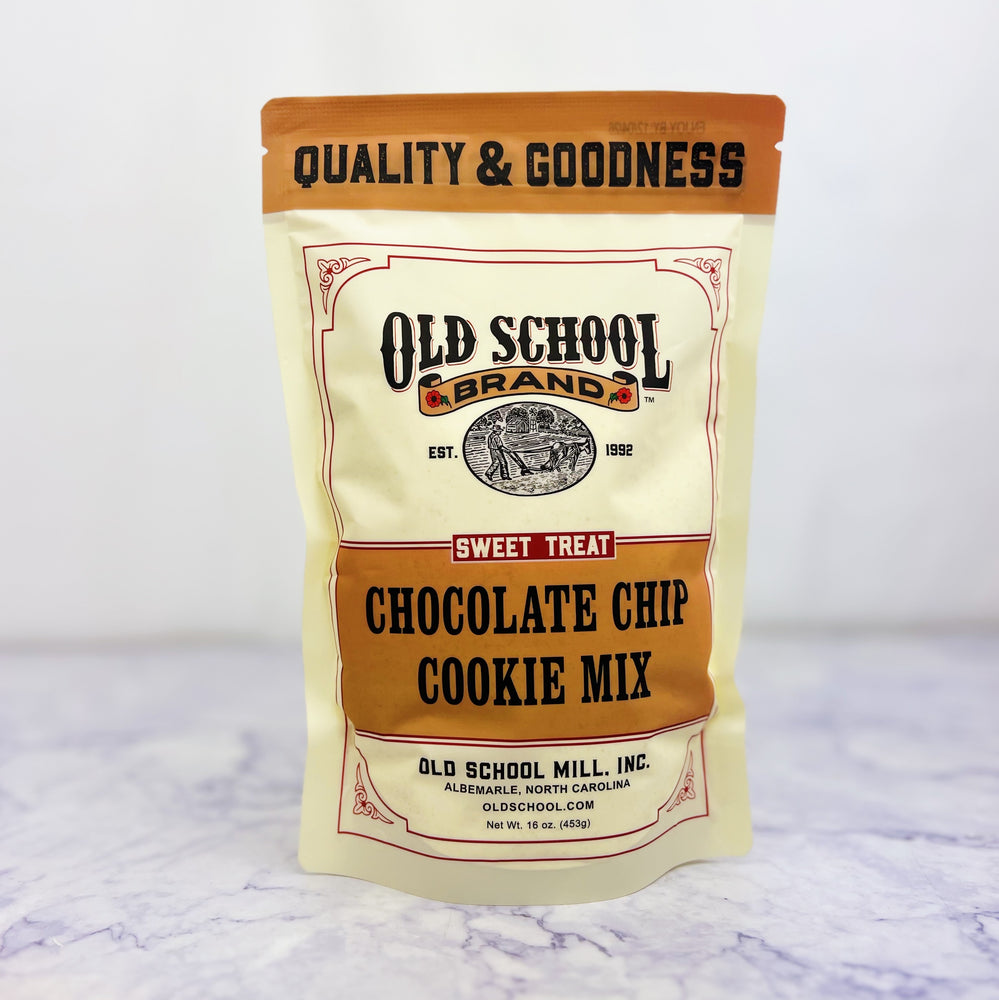 QUALITY & GOODNESS
OLD SCHOOL
BRAND
TM
EST. 1992
SWEET TREAT
CHOCOLATE CHIP
COOKIE MIX
OLD SCHOOL MILL, INC.
ALBEMARLE, NORTH CAROLINA
OLDSCHOOL.COM
Net Wt. 16 oz. (453g)